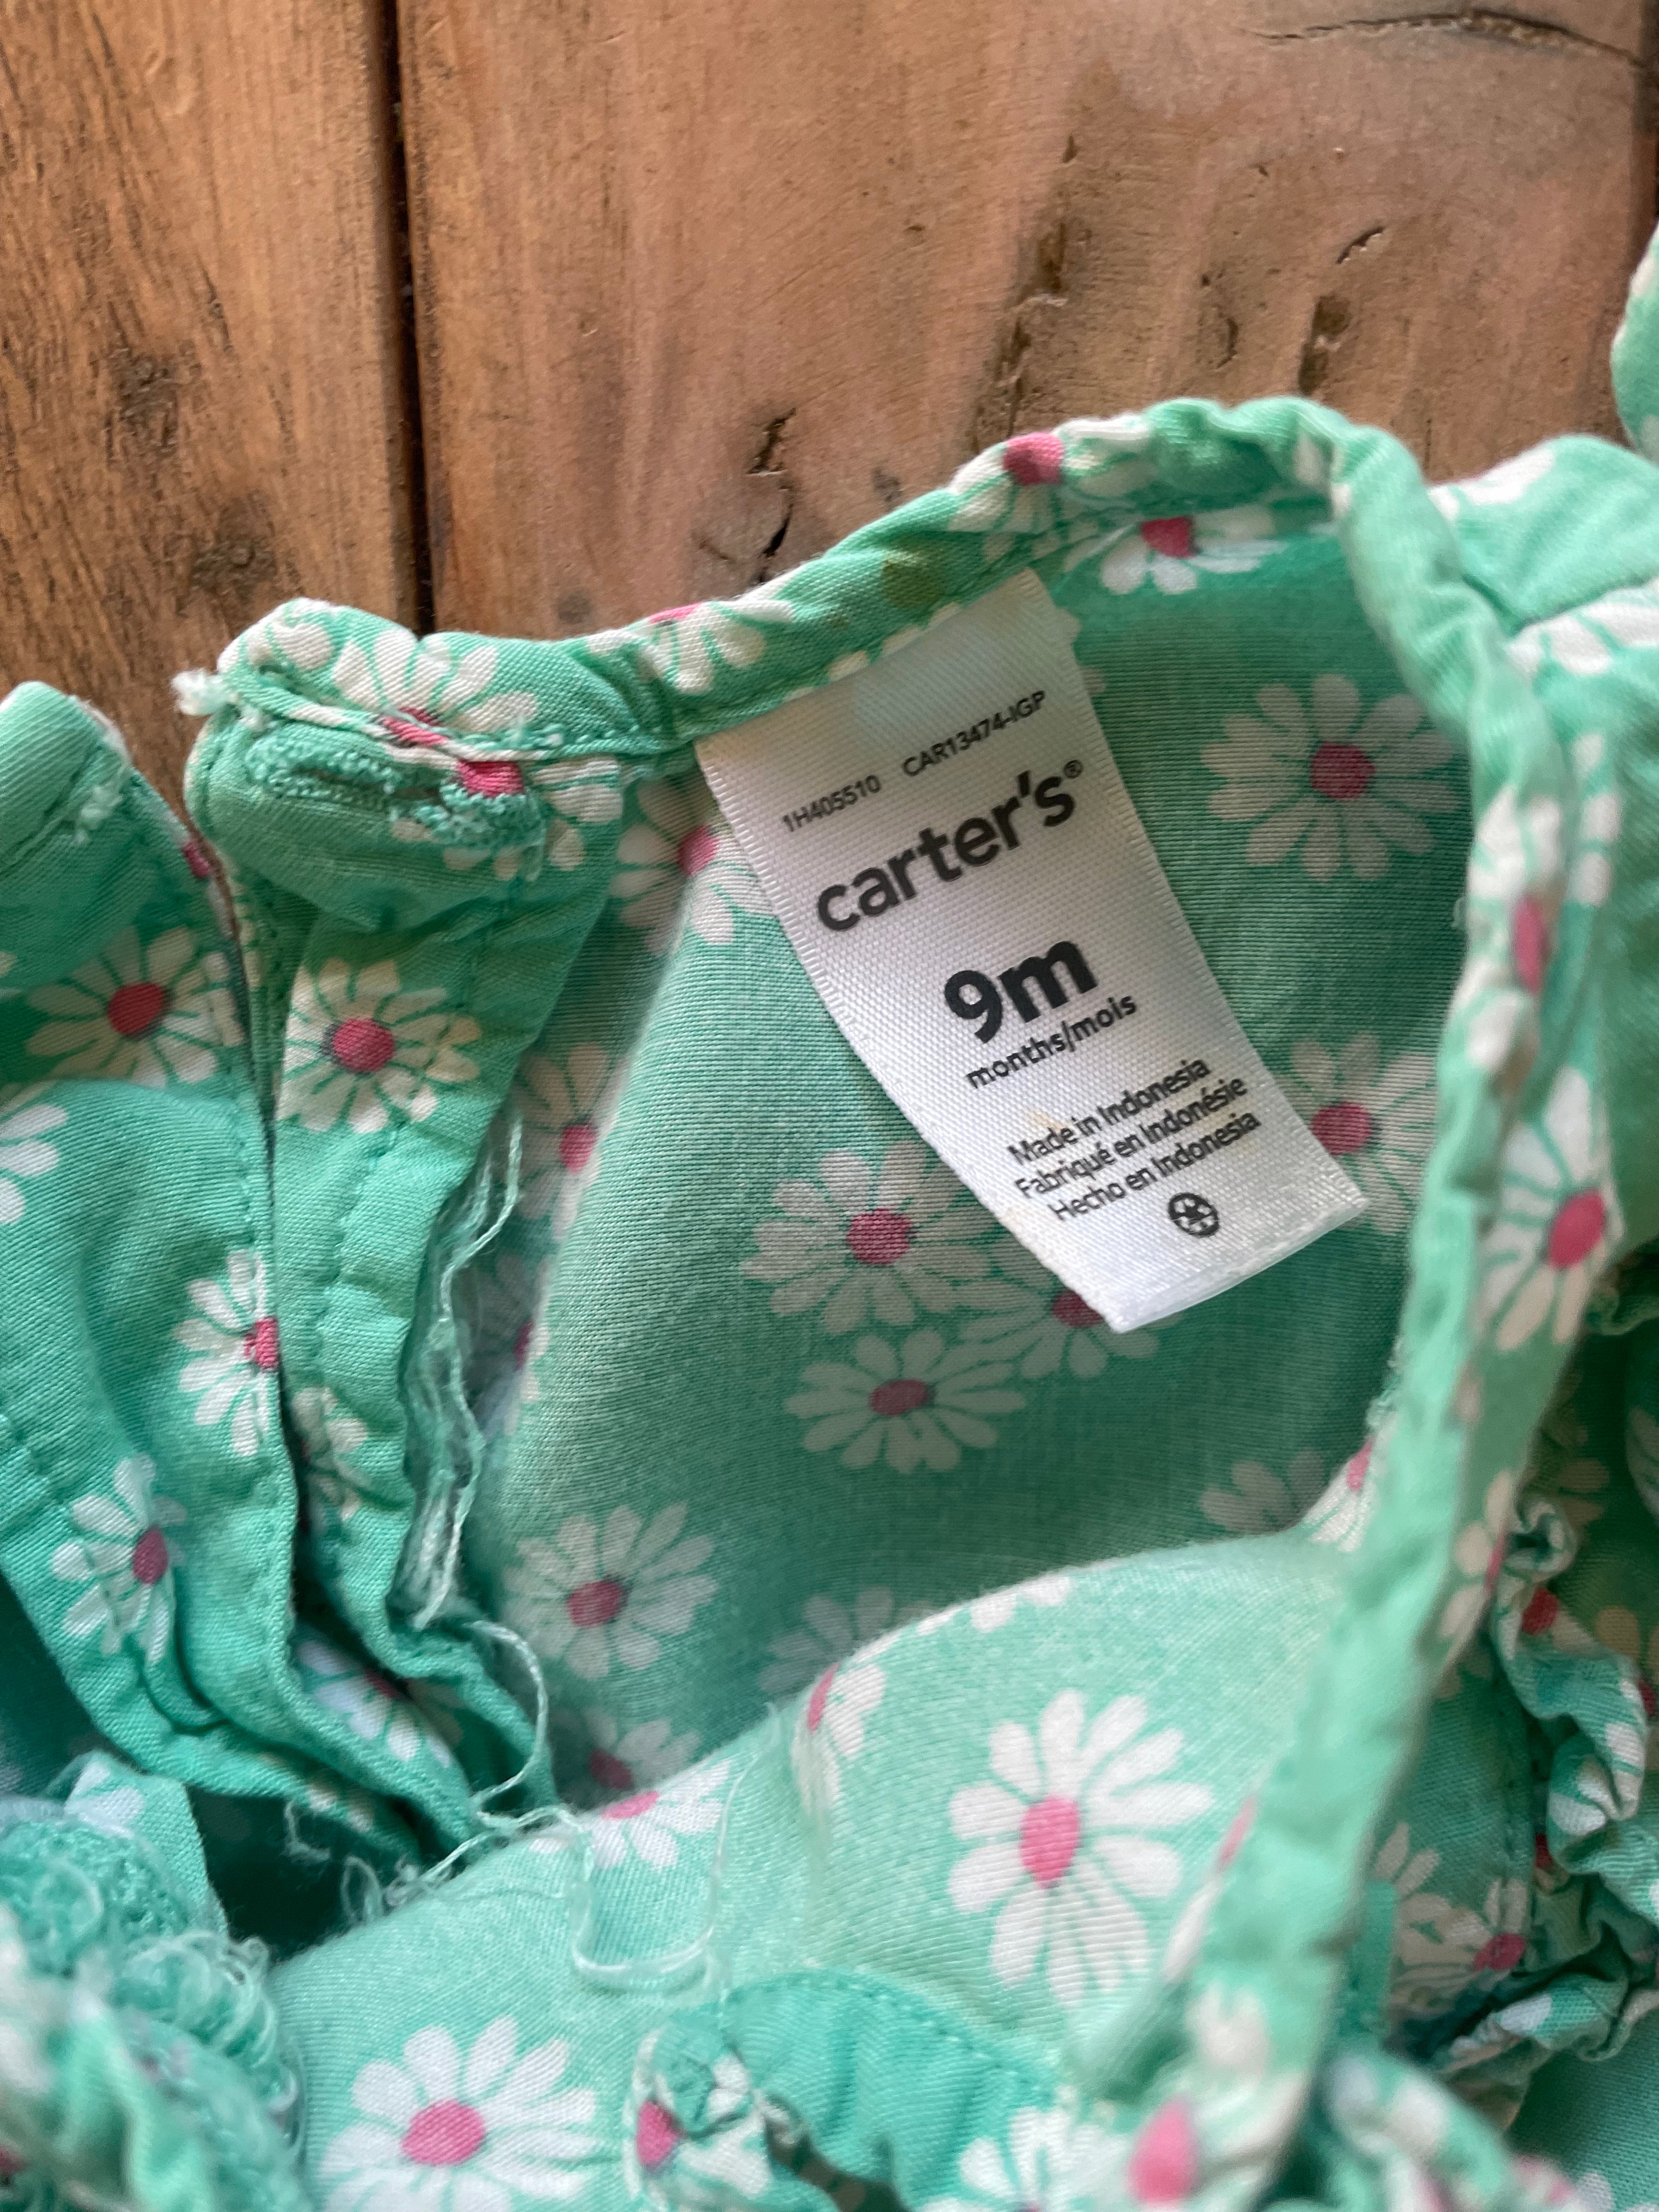 1H405510 CAR13474-IGP
carter's®
9m
months/mois
Made in Indonesia
Fabriqué en Indonésie
Hecho en Indonesia